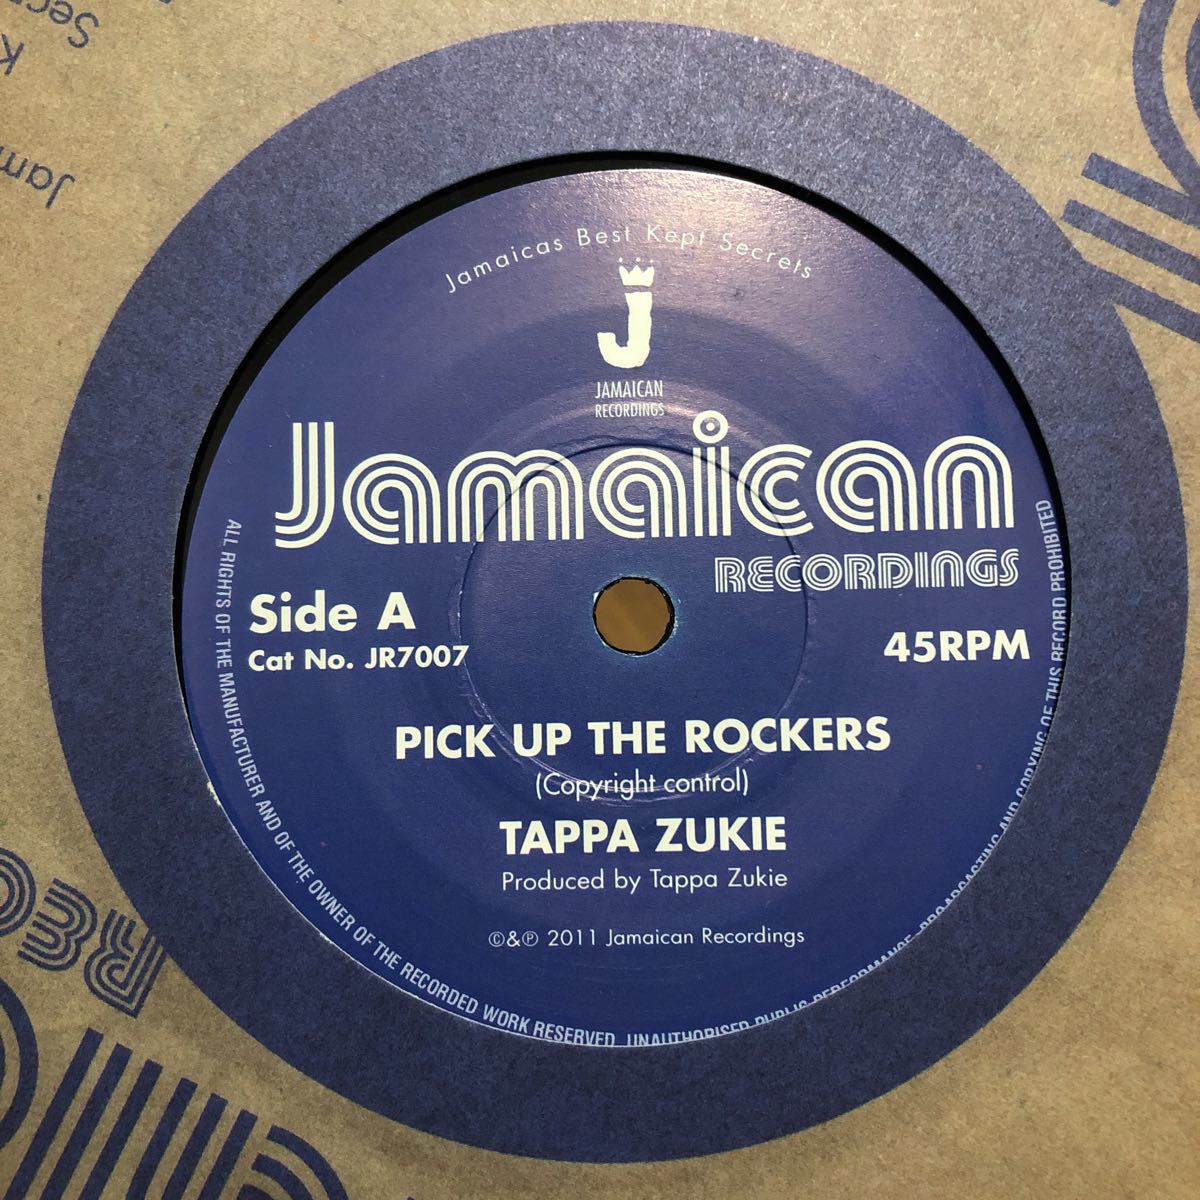 Jamaicas Best Kept Secrets
J
JAMAICAN
RECORDINGS
Jamaican
RECORDINGS
Side A
Cat No. JR7007
45RPM
PICK UP THE ROCKERS
(Copyright control)
TAPPA ZUKIE
Produced by Tappa Zukie
©&℗ 2011 Jamaican Recordings
ALL RIGHTS OF THE MANUFACTURER AND OF THE OWNER OF THE RECORDED WORK RESERVED. UNAUTHORISED PUBLIC PERFORMANCE, BROADCASTING AND COPYING OF THIS RECORD PROHIBITED